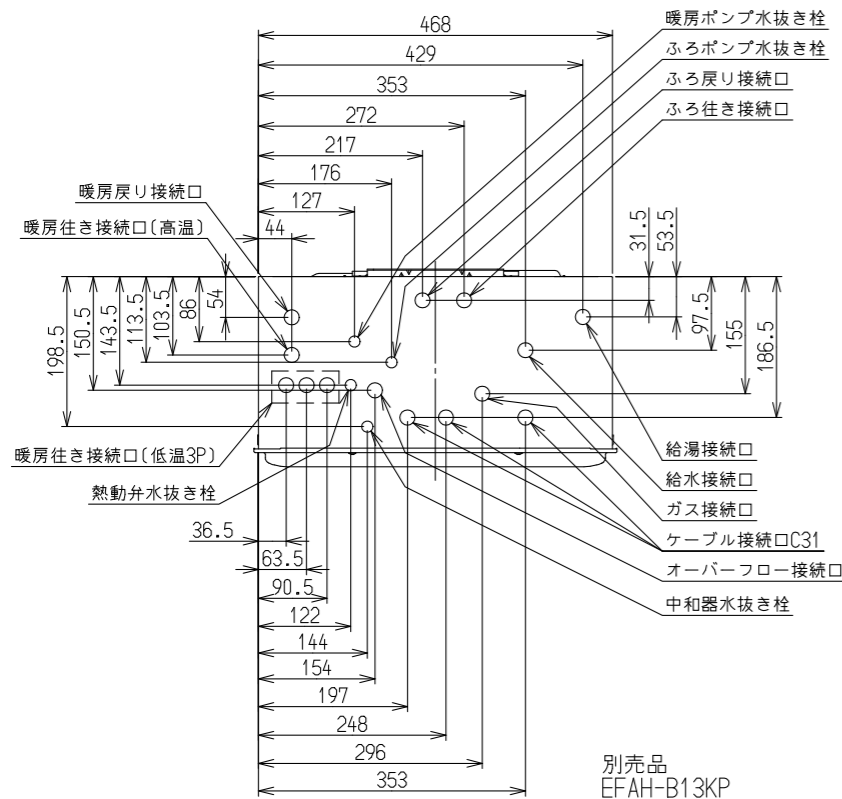 暖房ポンプ水抜き栓
468
ふろポンプ水抜き栓
429
ふろ戻り接続口
353
ふろ往き接続口
272
217
176
暖房戻り接続口
127
暖房往き接続口(高温)
44
31.5
53.5
54
86
103.5
113.5
143.5
150.5
198.5
97.5
155
186.5
暖房往き接続口(低温3P)
給湯接続口
給水接続口
熱動弁水抜き栓
ガス接続口
36.5
ケーブル接続口C31
63.5
オーバーフロー接続口
90.5
中和器水抜き栓
122
144
154
197
248
296
353
別売品
EFAH-B13KP